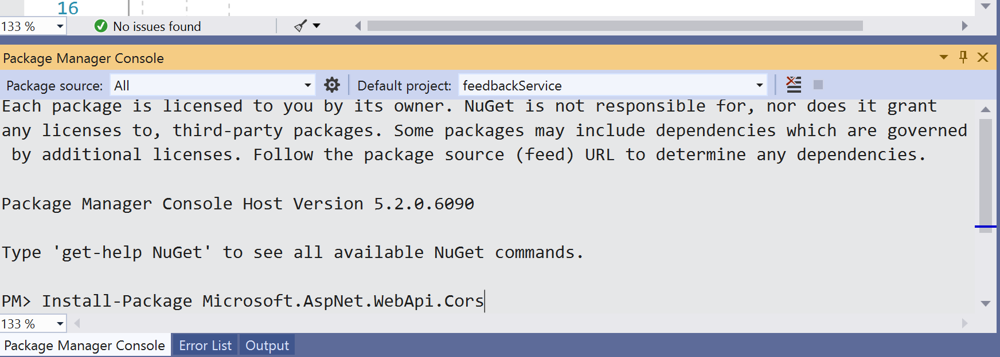 16
133 %
No issues found
Package Manager Console
Package source: All
Default project: feedbackService
Each package is licensed to you by its owner. NuGet is not responsible for, nor does it grant
any licenses to, third-party packages. Some packages may include dependencies which are governed
by additional licenses. Follow the package source (feed) URL to determine any dependencies.
Package Manager Console Host Version 5.2.0.6090
Type 'get-help NuGet' to see all available NuGet commands.
PM> Install-Package Microsoft.AspNet.WebApi.Cors
133 %
Package Manager Console
Error List
Output